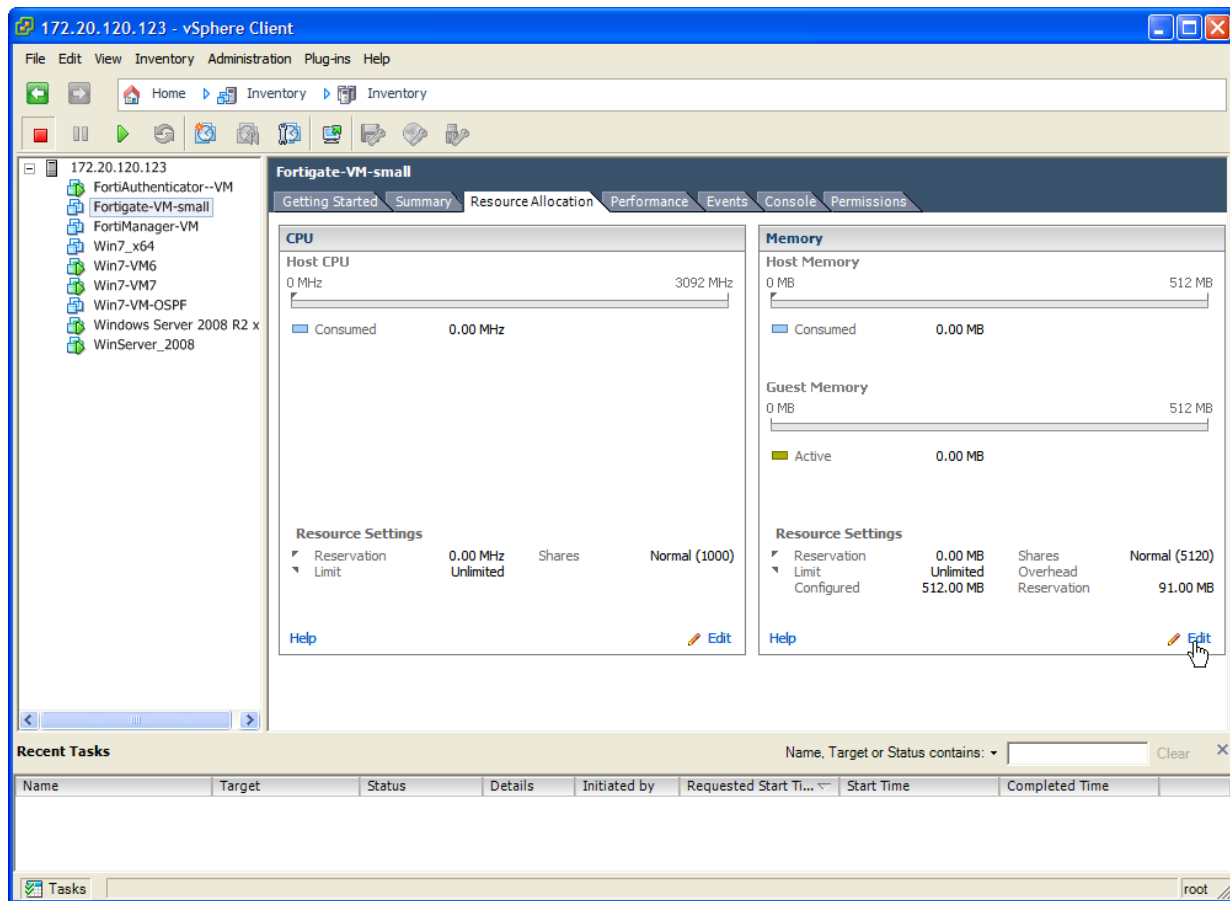 172.20.120.123 - vSphere Client
File Edit View Inventory Administration Plug-ins Help
Home Inventory Inventory
172.20.120.123
FortiAuthenticator--VM
Fortigate-VM-small
FortiManager-VM
Win7_x64
Win7-VM6
Win7-VM7
Win7-VM-OSPF
Windows Server 2008 R2 x
WinServer_2008
Fortigate-VM-small
Getting Started Summary Resource Allocation Performance Events Console Permissions
CPU
Host CPU
0 MHz 3092 MHz
Consumed 0.00 MHz
Resource Settings
Reservation 0.00 MHz Shares Normal (1000)
Limit Unlimited
Help Edit
Memory
Host Memory
0 MB 512 MB
Consumed 0.00 MB
Guest Memory
0 MB 512 MB
Active 0.00 MB
Resource Settings
Reservation 0.00 MB Shares Normal (5120)
Limit Unlimited Overhead
Configured 512.00 MB Reservation 91.00 MB
Help Edit
Recent Tasks Name, Target or Status contains: Clear
Name Target Status Details Initiated by Requested Start Ti... Start Time Completed Time
Tasks root